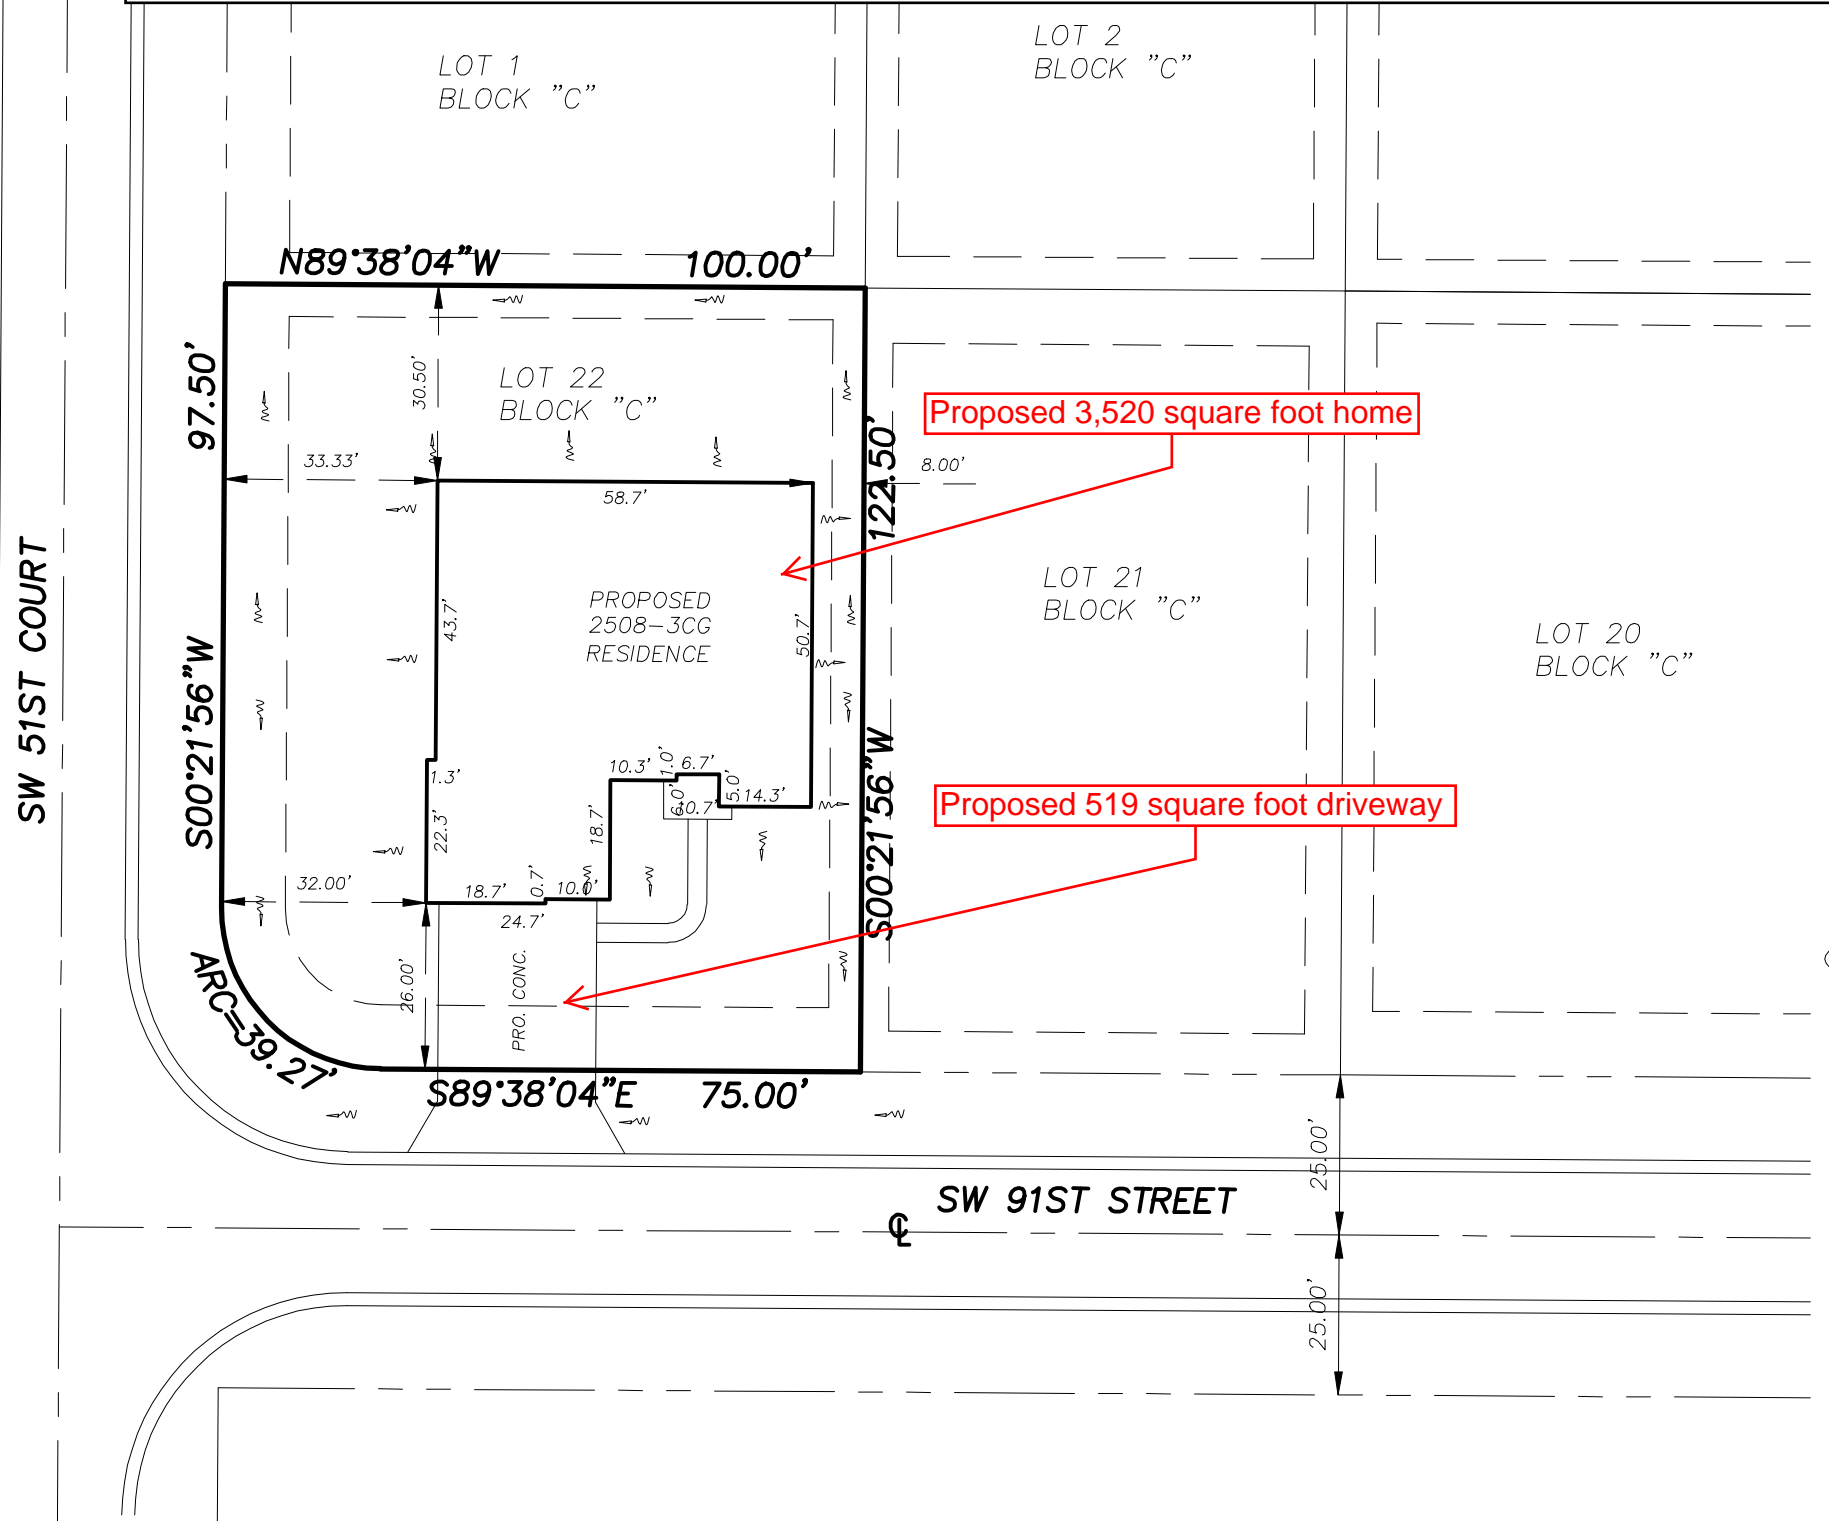 LOT 1
BLOCK "C"
LOT 2
BLOCK "C"
N89°38'04"W
100.00'
97.50'
30.50'
LOT 22
BLOCK "C"
Proposed 3,520 square foot home
33.33'
58.7'
8.00'
122.50'
SW 51ST COURT
S00°21'56"W
43.7'
PROPOSED
2508-3CG
RESIDENCE
50.7'
LOT 21
BLOCK "C"
LOT 20
BLOCK "C"
1.3'
10.3'
1.0'
6.7'
6.0'
10.7'
5.0'
14.3'
22.3'
18.7'
S00°21'56"W
Proposed 519 square foot driveway
32.00'
18.7'
0.7'
10.0'
24.7'
26.00'
PRO. CONC.
ARC=39.27'
S89°38'04"E
75.00'
25.00'
SW 91ST STREET
℄
25.00'